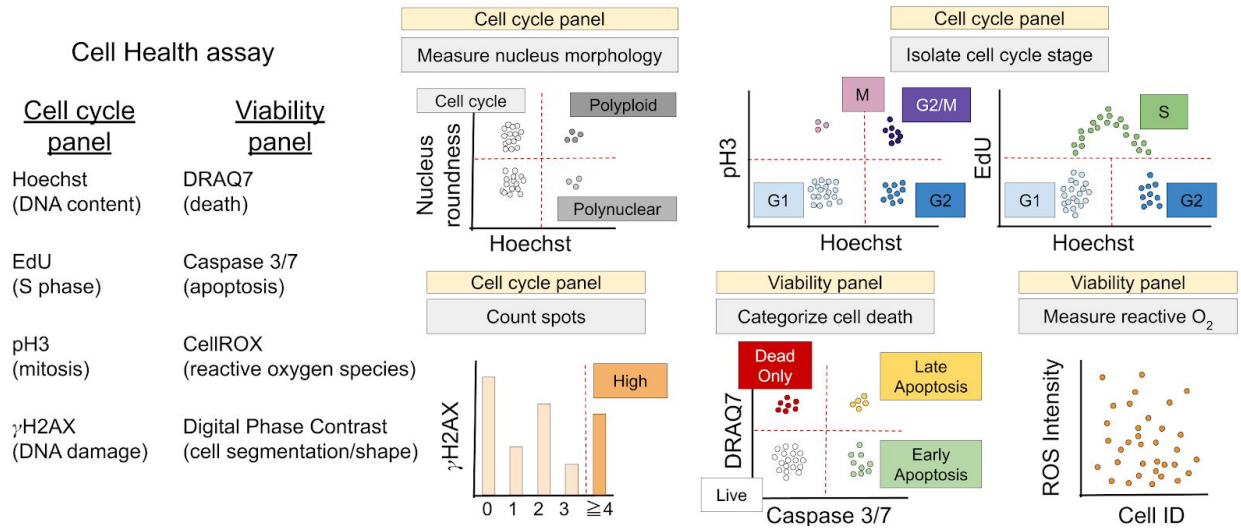 Cell Health assay
Cell cycle
panel
Viability
panel
Hoechst
(DNA content)
DRAQ7
(death)
EdU
(S phase)
Caspase 3/7
(apoptosis)
pH3
(mitosis)
CellROX
(reactive oxygen species)
γH2AX
(DNA damage)
Digital Phase Contrast
(cell segmentation/shape)
Cell cycle panel
Measure nucleus morphology
Cell cycle
Polyploid
Polynuclear
Nucleus
roundness
Hoechst
Cell cycle panel
Isolate cell cycle stage
M
G2/M
pH3
G1
G2
Hoechst
S
EdU
G1
G2
Hoechst
Cell cycle panel
Count spots
High
γH2AX
0 1 2 3 ≧4
Viability panel
Categorize cell death
Dead
Only
Late
Apoptosis
DRAQ7
Early
Apoptosis
Live
Caspase 3/7
Viability panel
Measure reactive O₂
ROS Intensity
Cell ID